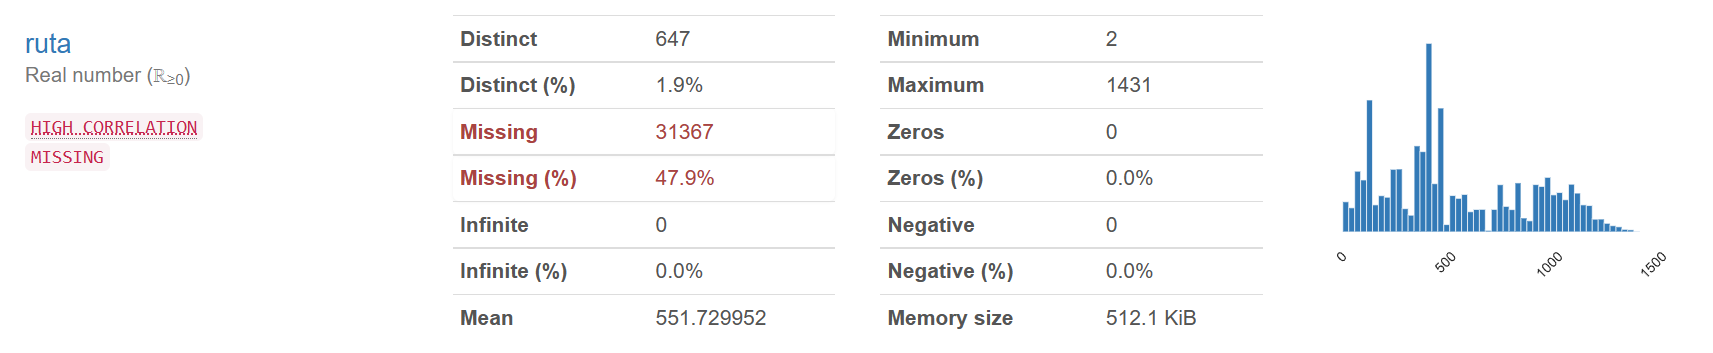 ruta
Real number (ℝ≥0)
HIGH CORRELATION
MISSING
Distinct 647
Distinct (%) 1.9%
Missing 31367
Missing (%) 47.9%
Infinite 0
Infinite (%) 0.0%
Mean 551.729952
Minimum 2
Maximum 1431
Zeros 0
Zeros (%) 0.0%
Negative 0
Negative (%) 0.0%
Memory size 512.1 KiB
0 500 1000 1500